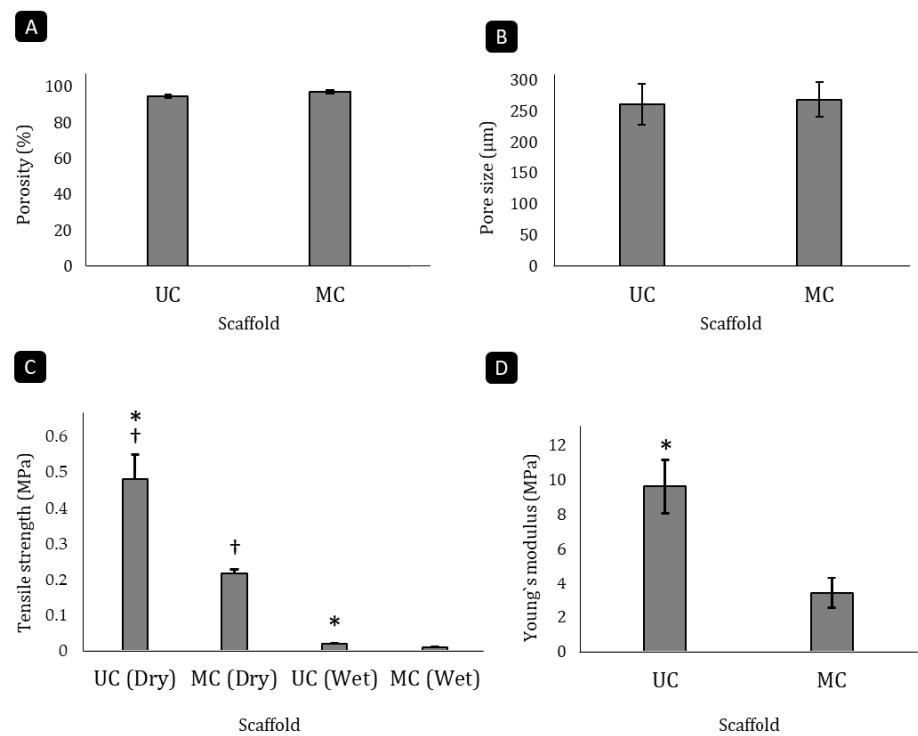 A
Porosity (%)
100
80
60
40
20
0
UC MC
Scaffold
B
Pore size (μm)
300
250
200
150
100
50
0
UC MC
Scaffold
C
Tensile strength (MPa)
0.6
0.5
0.4
0.3
0.2
0.1
0
*
†
†
*
UC (Dry) MC (Dry) UC (Wet) MC (Wet)
Scaffold
D
Young`s modulus (MPa)
12
10
8
6
4
2
0
*
UC MC
Scaffold